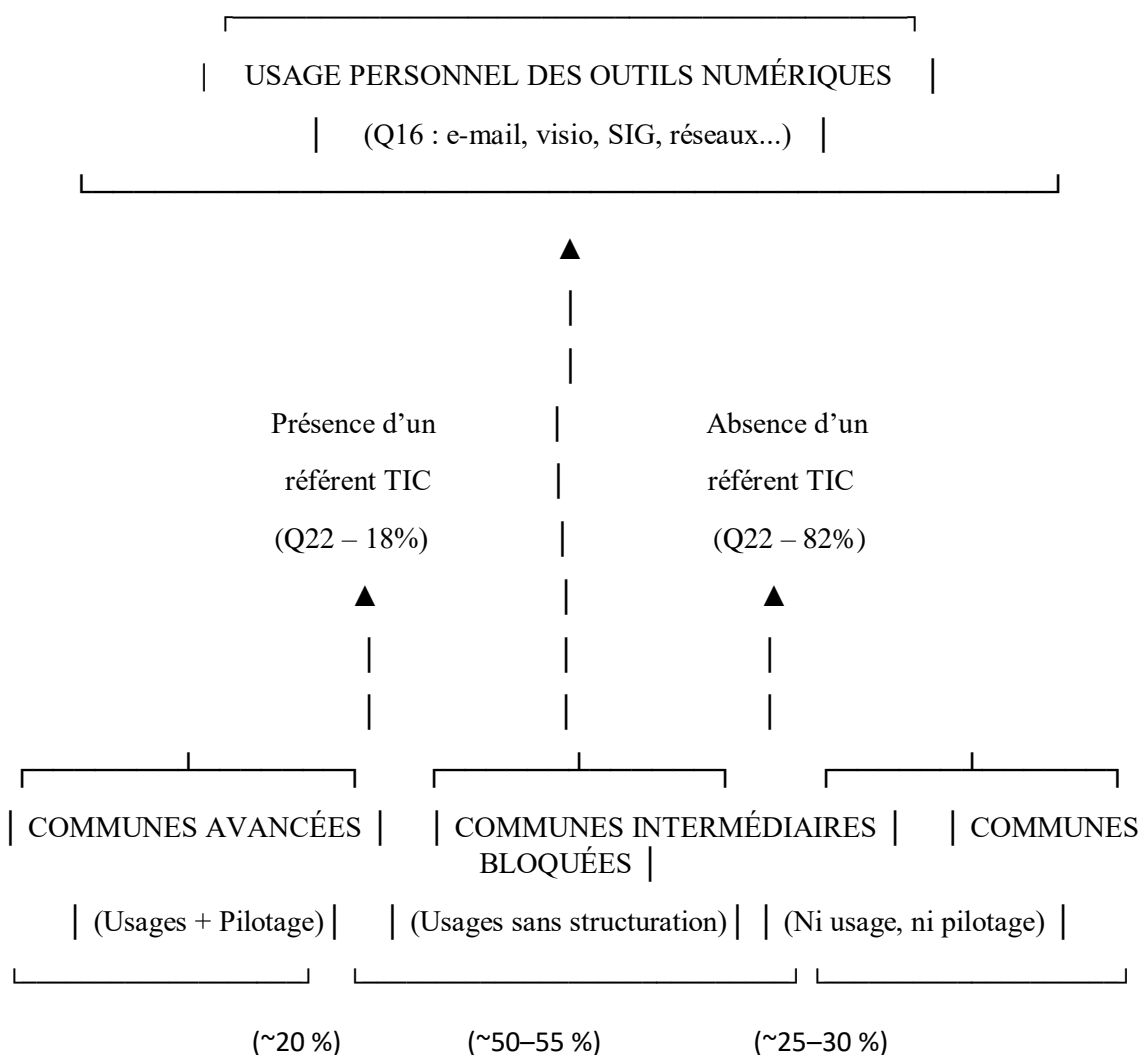 USAGE PERSONNEL DES OUTILS NUMÉRIQUES
(Q16 : e-mail, visio, SIG, réseaux...)
Présence d’un
référent TIC
(Q22 – 18%)
Absence d’un
référent TIC
(Q22 – 82%)
COMMUNES AVANCÉES | COMMUNES INTERMÉDIAIRES | COMMUNES
BLOQUÉES
(Usages + Pilotage) | (Usages sans structuration) | (Ni usage, ni pilotage)
(~20 %) (~50–55 %) (~25–30 %)